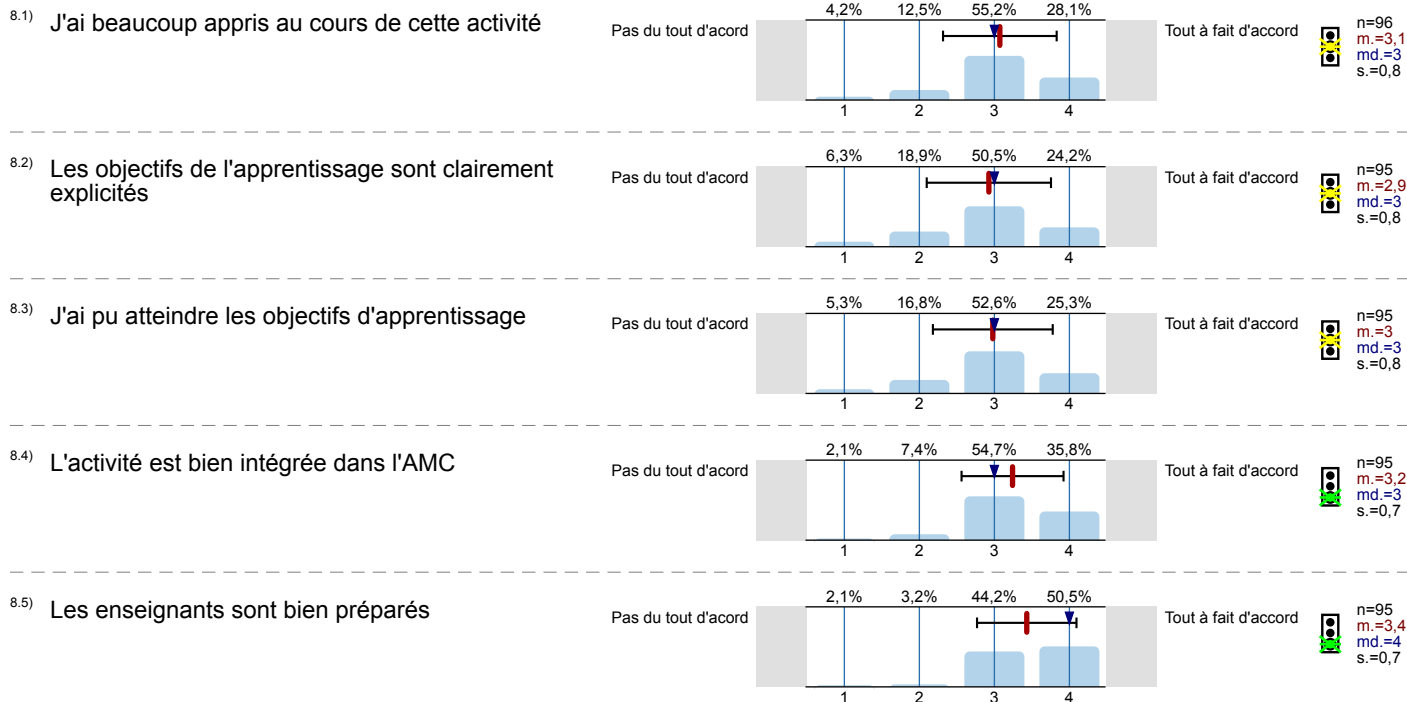 8.1) J'ai beaucoup appris au cours de cette activité
4,2% 12,5% 55,2% 28,1%
Pas du tout d'acord
Tout à fait d'accord
1 2 3 4
n=96
m.=3,1
md.=3
s.=0,8
8.2) Les objectifs de l'apprentissage sont clairement
explicités
6,3% 18,9% 50,5% 24,2%
Pas du tout d'acord
Tout à fait d'accord
1 2 3 4
n=95
m.=2,9
md.=3
s.=0,8
8.3) J'ai pu atteindre les objectifs d'apprentissage
5,3% 16,8% 52,6% 25,3%
Pas du tout d'acord
Tout à fait d'accord
1 2 3 4
n=95
m.=3
md.=3
s.=0,8
8.4) L'activité est bien intégrée dans l'AMC
2,1% 7,4% 54,7% 35,8%
Pas du tout d'acord
Tout à fait d'accord
1 2 3 4
n=95
m.=3,2
md.=3
s.=0,7
8.5) Les enseignants sont bien préparés
2,1% 3,2% 44,2% 50,5%
Pas du tout d'acord
Tout à fait d'accord
1 2 3 4
n=95
m.=3,4
md.=4
s.=0,7